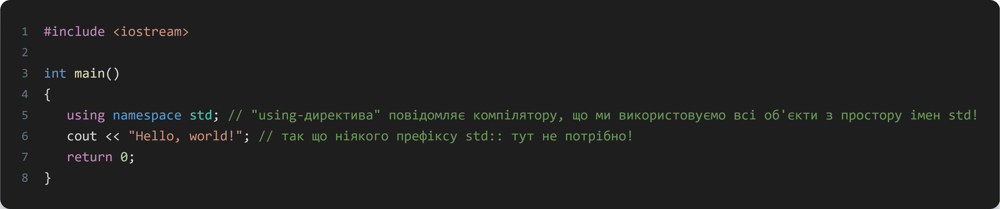 1 #include <iostream>
2
3 int main()
4 {
5 using namespace std; // "using-директива" повідомляє компілятору, що ми використовуємо всі об'єкти з простору імен std!
6 cout << "Hello, world!"; // так що ніякого префіксу std:: тут не потрібно!
7 return 0;
8 }